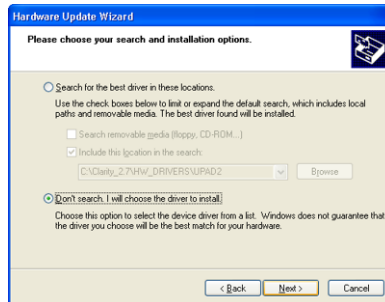 Hardware Update Wizard
Please choose your search and installation options.
Search for the best driver in these locations.
Use the check boxes below to limit or expand the default search, which includes local
paths and removable media. The best driver found will be installed.
Search removable media (floppy, CD-ROM...)
Include this location in the search:
C:\Clarity_2.7\HW_DRIVERS\UPAD2
Browse
Don't search. I will choose the driver to install.
Choose this option to select the device driver from a list. Windows does not guarantee that
the driver you choose will be the best match for your hardware.
< Back
Next >
Cancel